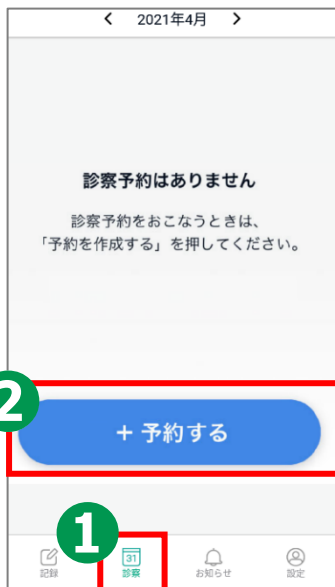 2021年4月
診察予約はありません
診察予約をおこなうときは、
「予約を作成する」を押してください。
2
+ 予約する
1
31
記録 診察 お知らせ 設定